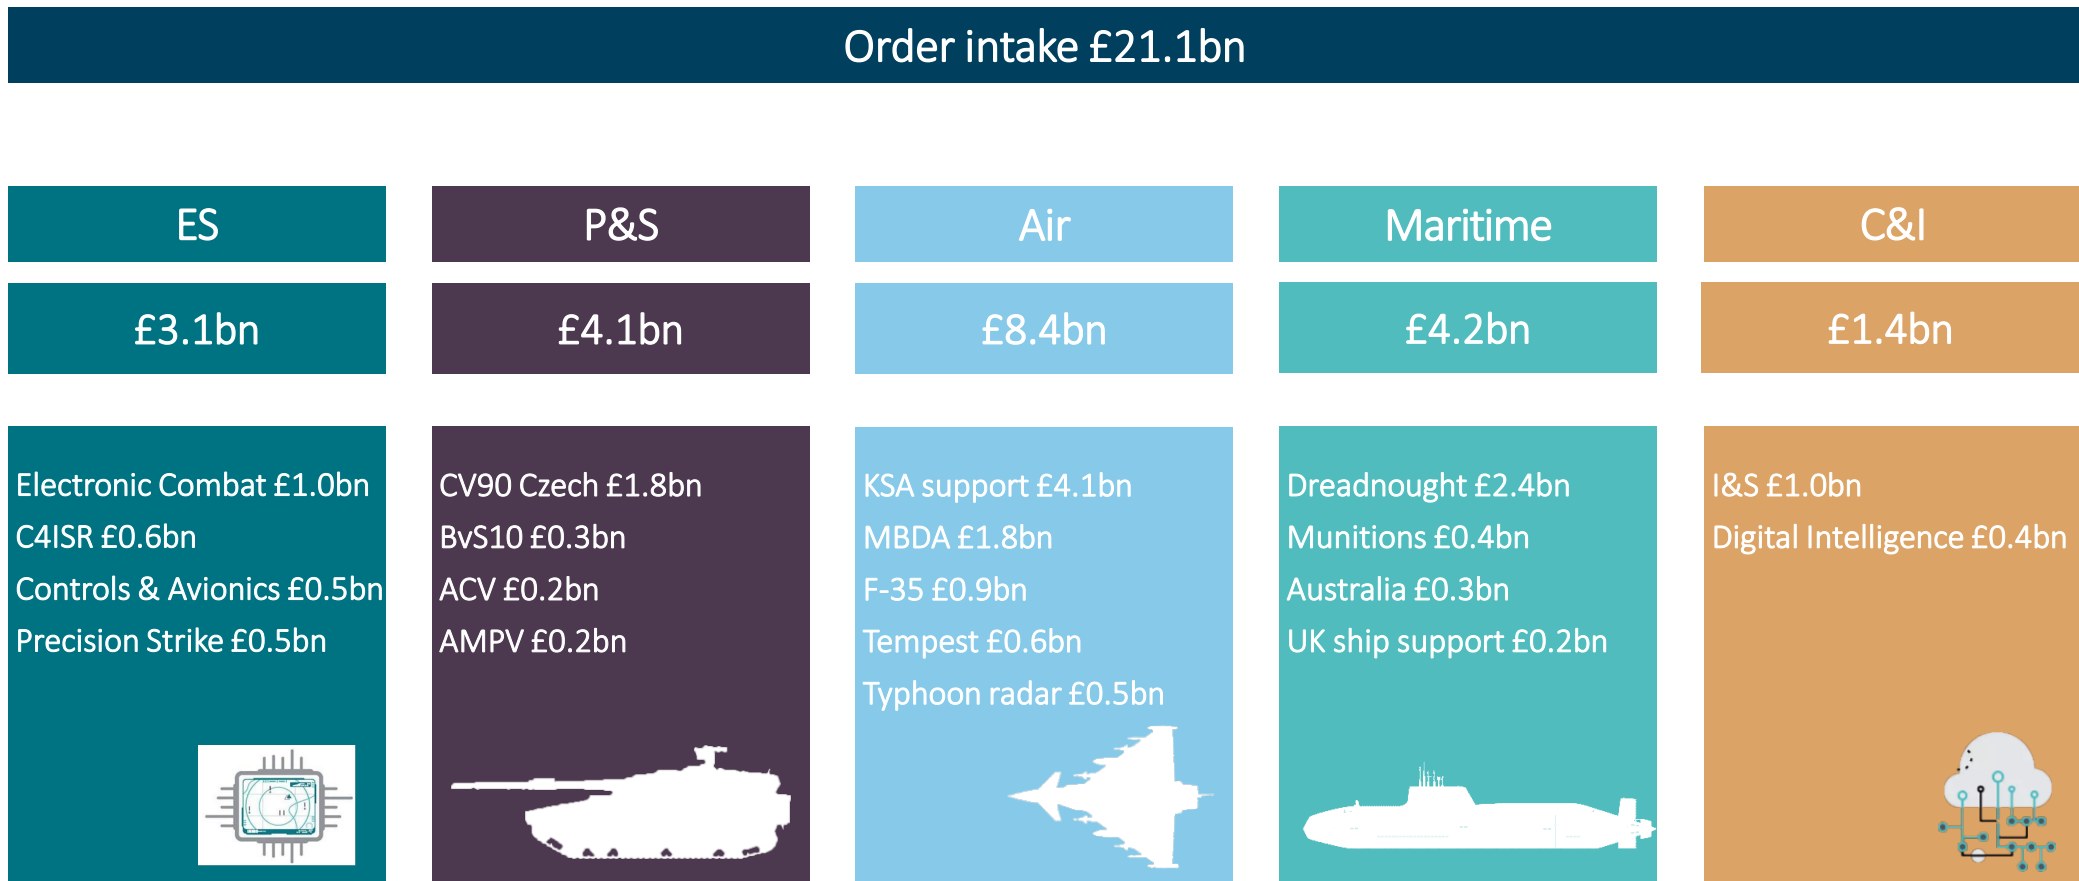 Order intake £21.1bn
ES
£3.1bn
Electronic Combat £1.0bn
C4ISR £0.6bn
Controls & Avionics £0.5bn
Precision Strike £0.5bn
P&S
£4.1bn
CV90 Czech £1.8bn
BvS10 £0.3bn
ACV £0.2bn
AMPV £0.2bn
Air
£8.4bn
KSA support £4.1bn
MBDA £1.8bn
F-35 £0.9bn
Tempest £0.6bn
Typhoon radar £0.5bn
Maritime
£4.2bn
Dreadnought £2.4bn
Munitions £0.4bn
Australia £0.3bn
UK ship support £0.2bn
C&I
£1.4bn
I&S £1.0bn
Digital Intelligence £0.4bn